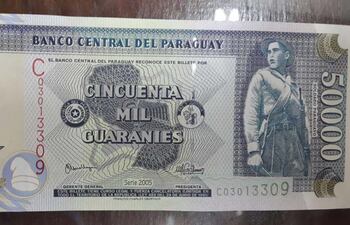 BANCO CENTRAL DEL PARAGUAY
EL BANCO CENTRAL DEL PARAGUAY RECONOCE ESTE BILLETE POR
C03013309
CINCUENTA
MIL
GUARANIES
50000
Serie 2005
GERENTE GENERAL
PRESIDENTE
C03013309